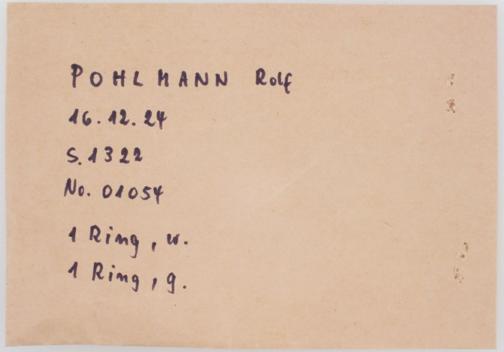 POHLMANN Rolf
16.12.24
S.1322
No. 01054
1 Ring, w.
1 Ring, g.